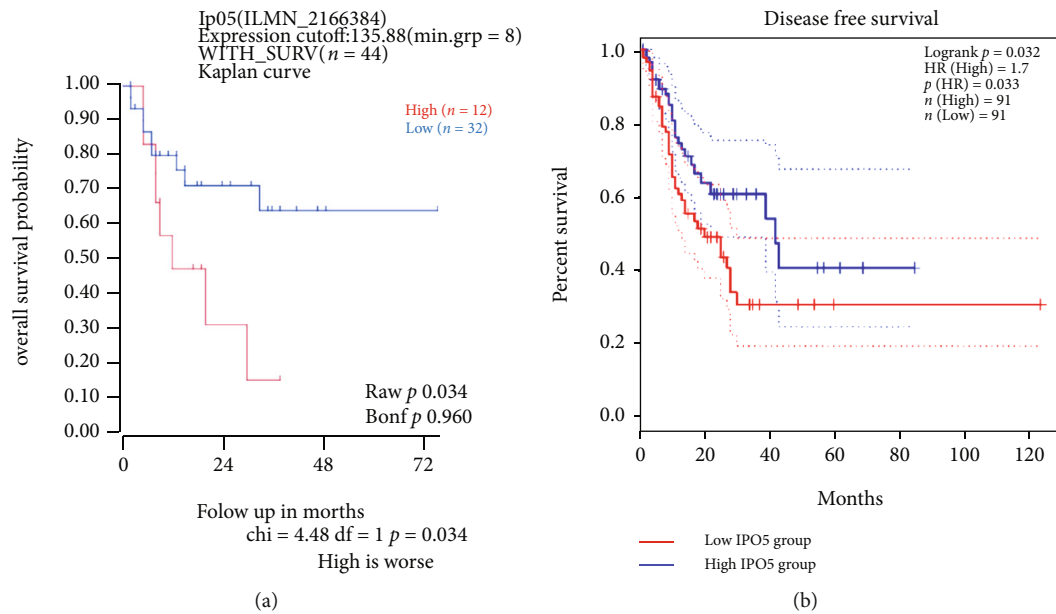 Ip05(ILMN_2166384)
Expression cutoff:135.88(min.grp = 8)
WITH_SURV(n = 44)
Kaplan curve
High (n = 12)
Low (n = 32)
overall survival probability
1.00
0.90
0.80
0.70
0.60
0.50
0.40
0.30
0.20
0.10
0.00
Raw p 0.034
Bonf p 0.960
0 24 48 72
Folow up in morths
chi = 4.48 df = 1 p = 0.034
High is worse
(a)
Disease free survival
Logrank p = 0.032
HR (High) = 1.7
p (HR) = 0.033
n (High) = 91
n (Low) = 91
Percent survival
1.0
0.8
0.6
0.4
0.2
0.0
0 20 40 60 80 100 120
Months
Low IPO5 group
High IPO5 group
(b)